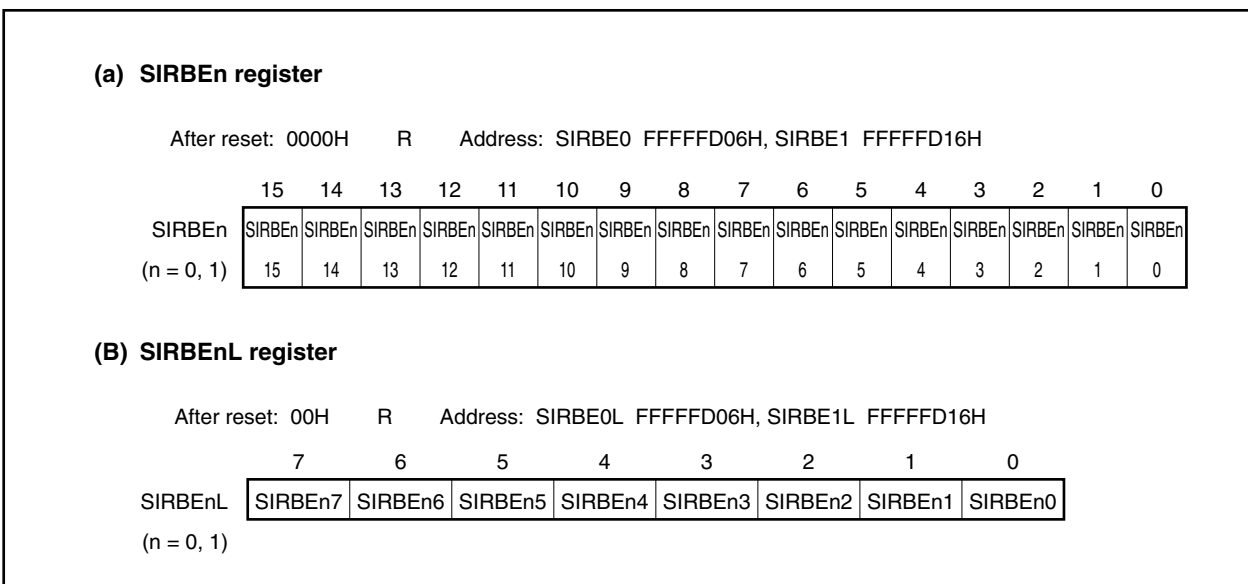 (a) SIRBEn register
After reset: 0000H R Address: SIRBE0 FFFFFD06H, SIRBE1 FFFFFD16H
15 14 13 12 11 10 9 8 7 6 5 4 3 2 1 0
SIRBEn SIRBEn SIRBEn SIRBEn SIRBEn SIRBEn SIRBEn SIRBEn SIRBEn SIRBEn SIRBEn SIRBEn SIRBEn SIRBEn SIRBEn SIRBEn SIRBEn
(n = 0, 1) 15 14 13 12 11 10 9 8 7 6 5 4 3 2 1 0
(B) SIRBEnL register
After reset: 00H R Address: SIRBE0L FFFFFD06H, SIRBE1L FFFFFD16H
7 6 5 4 3 2 1 0
SIRBEnL SIRBEn7 SIRBEn6 SIRBEn5 SIRBEn4 SIRBEn3 SIRBEn2 SIRBEn1 SIRBEn0
(n = 0, 1)